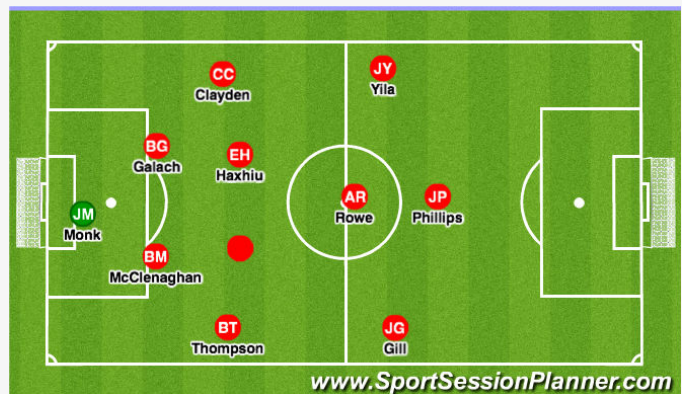 CC
Clayden
JY
Yila
BG
Galach
EH
Haxhiu
AR
Rowe
JP
Phillips
JM
Monk
BM
McClenaghan
BT
Thompson
JG
Gill
www.SportSessionPlanner.com